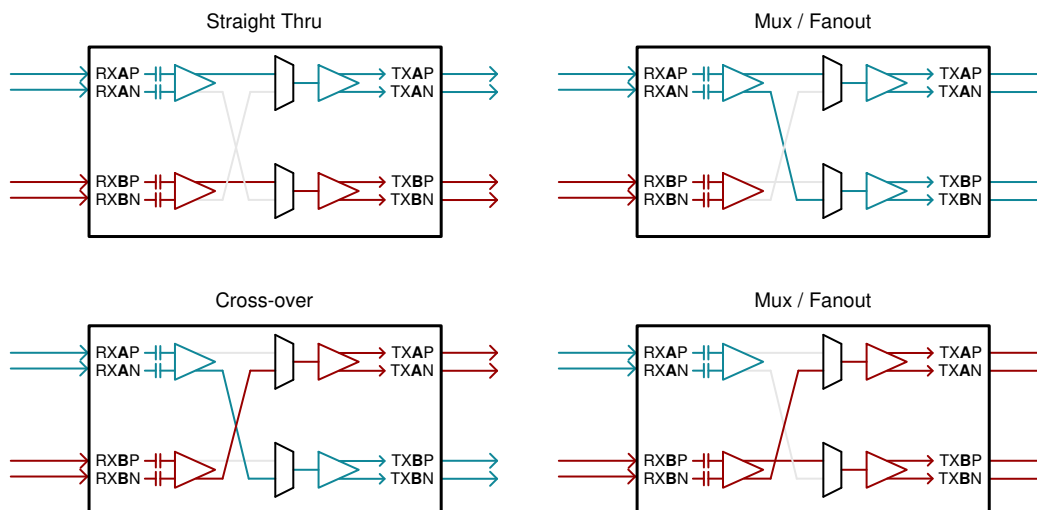 Straight Thru
RXAP TXAP
RXAN TXAN
RXBP TXBP
RXBN TXBN
Mux / Fanout
RXAP TXAP
RXAN TXAN
RXBP TXBP
RXBN TXBN
Cross-over
RXAP TXAP
RXAN TXAN
RXBP TXBP
RXBN TXBN
Mux / Fanout
RXAP TXAP
RXAN TXAN
RXBP TXBP
RXBN TXBN